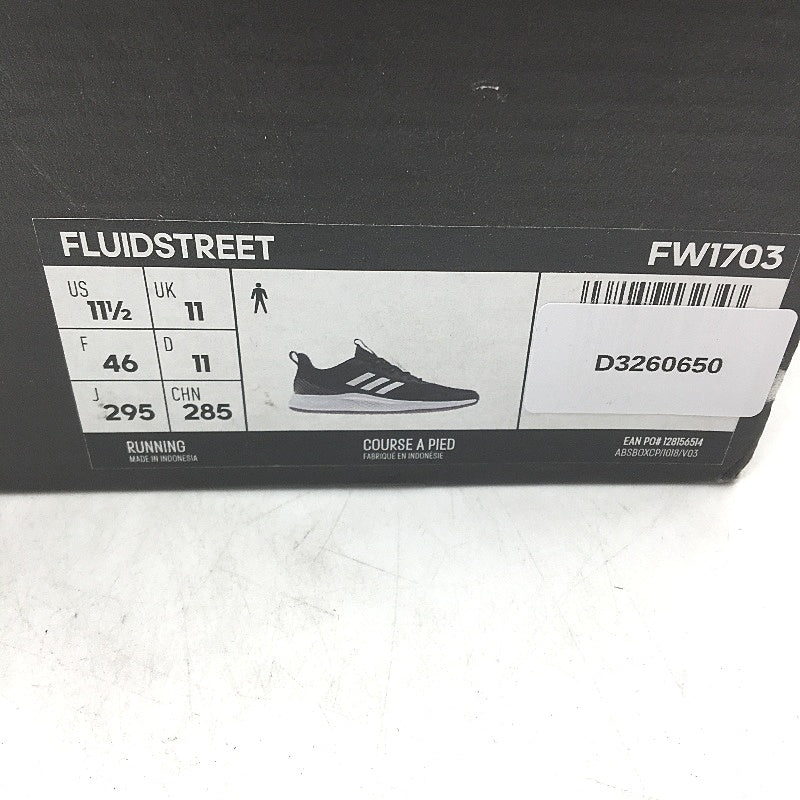 FLUIDSTREET FW1703
US 11½ UK 11
F 46 D 11
J 295 CHN 285
D3260650
RUNNING COURSE A PIED EAN PO# 128156514
MADE IN INDONESIA FABRIQUE EN INDONESIE ABSBOXCP/1018/V03